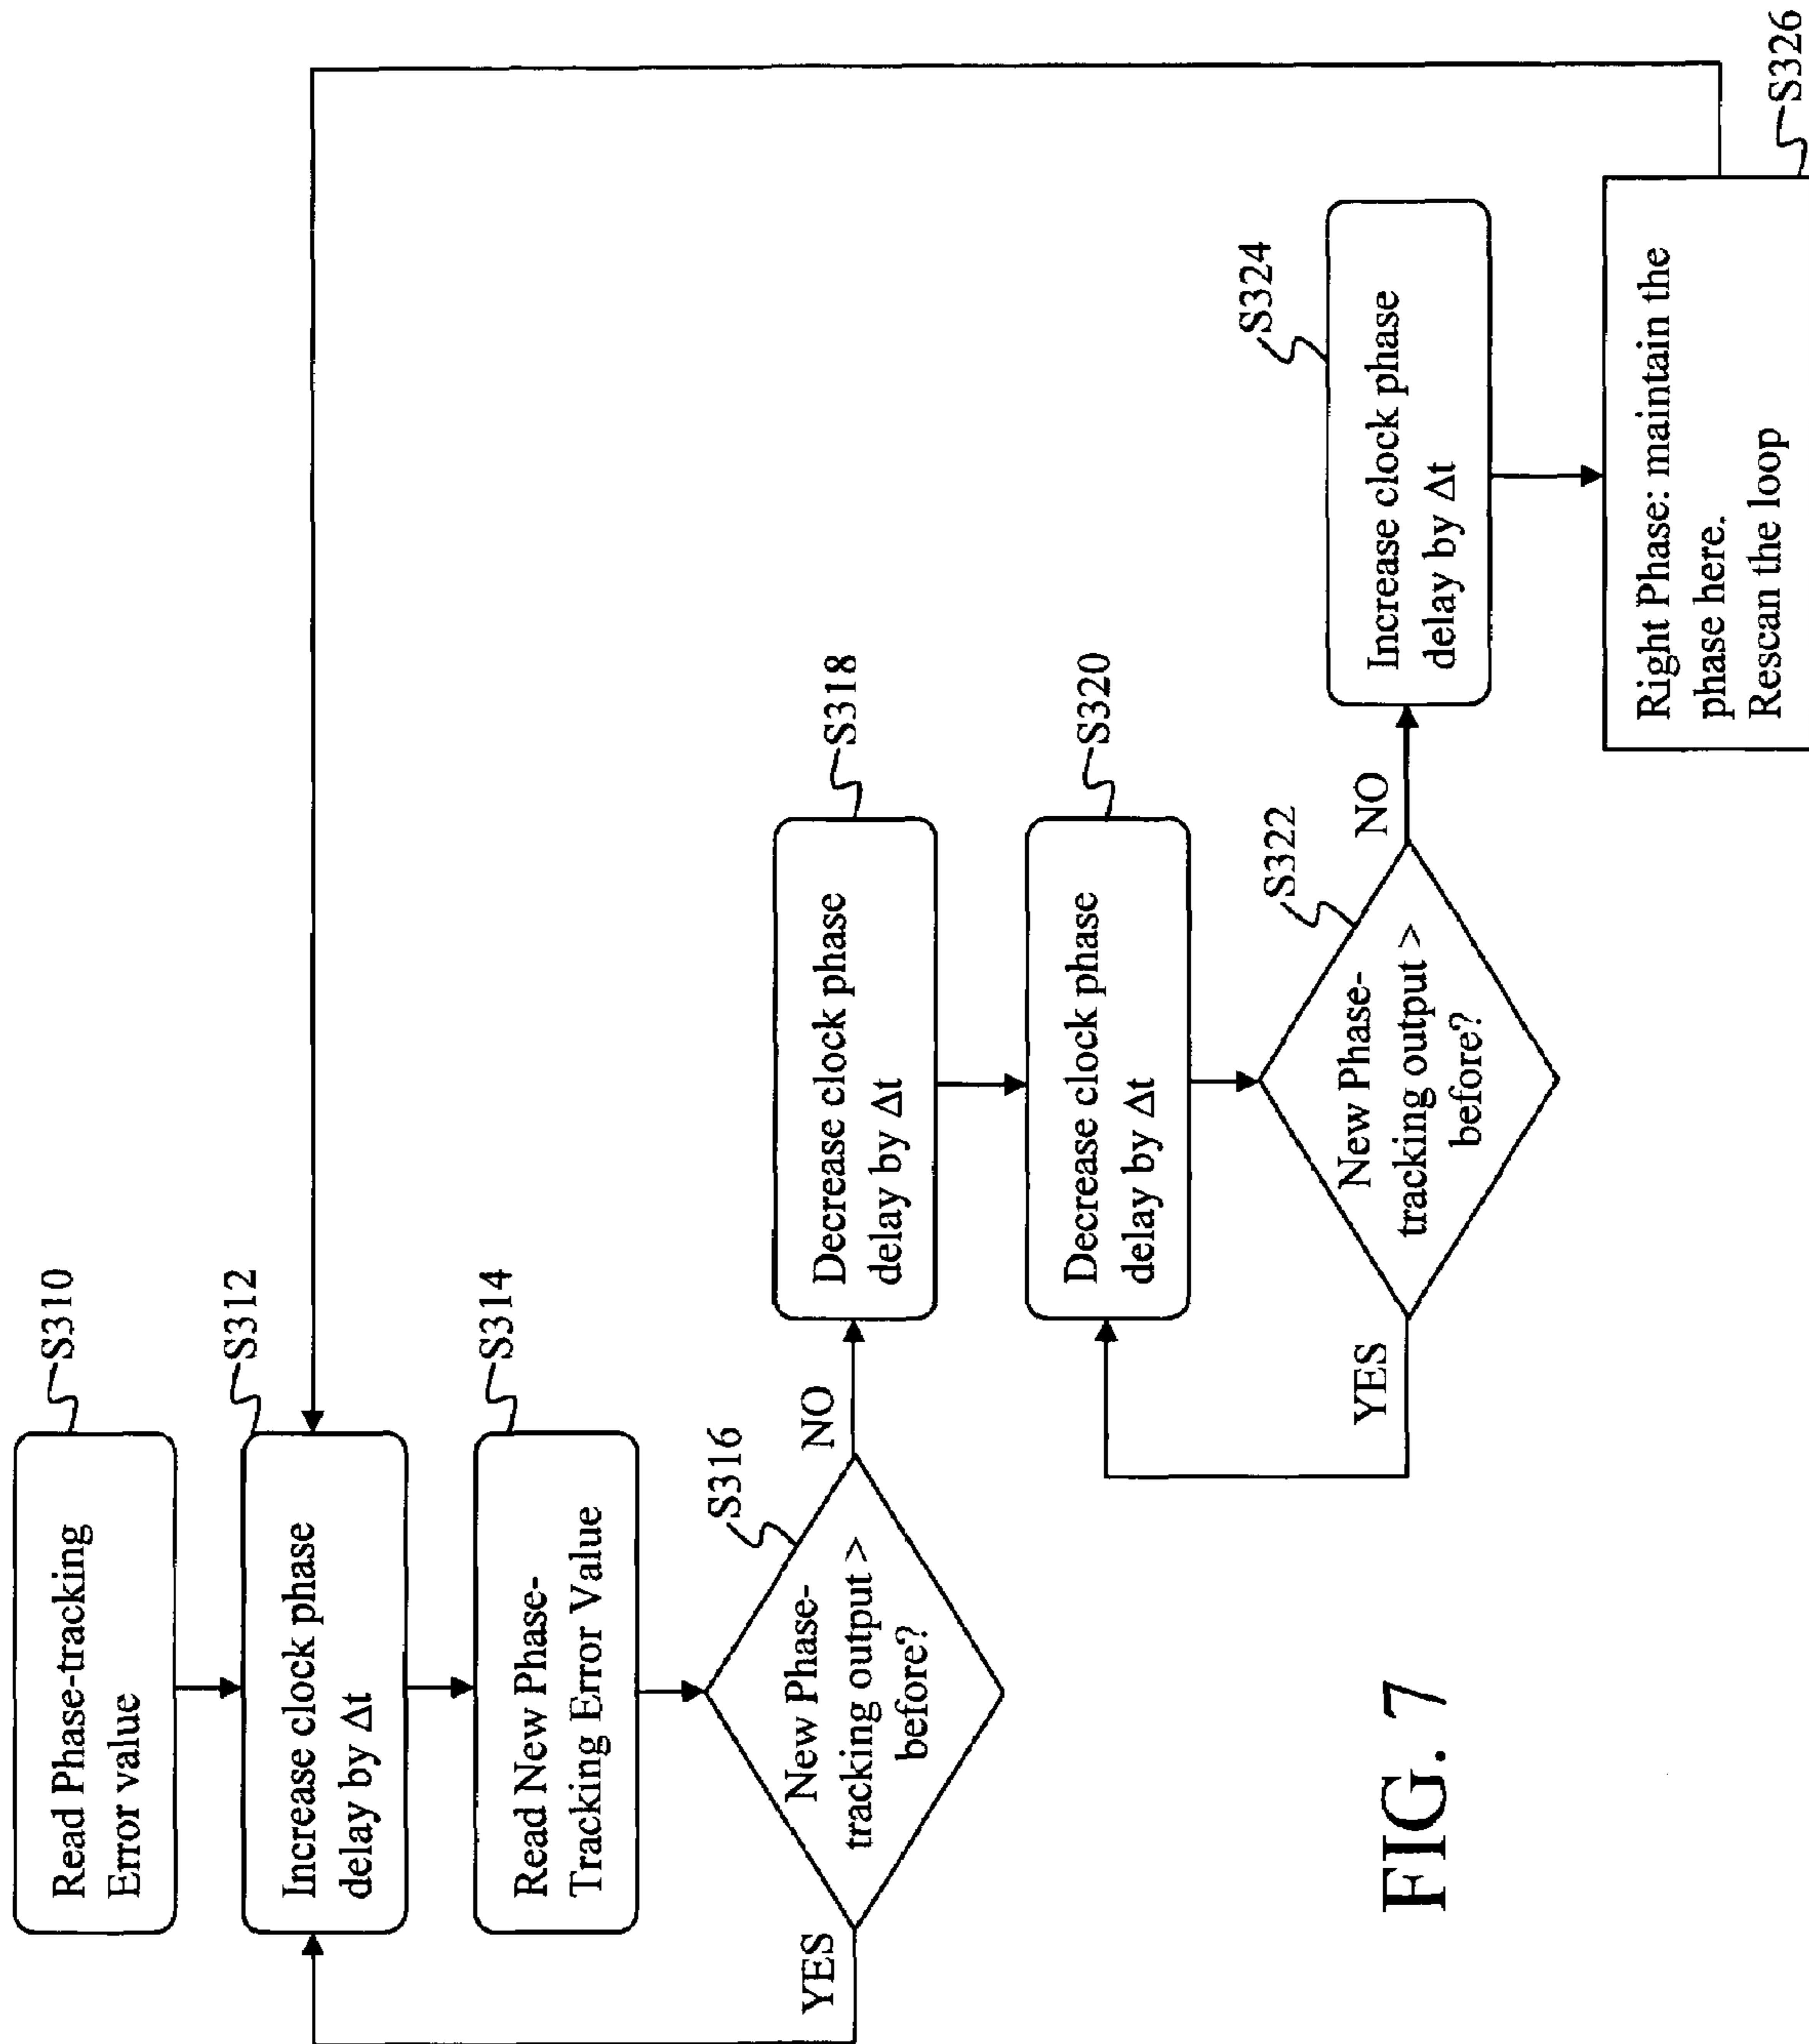 Read Phase-tracking
Error value
S310
Increase clock phase
delay by Δt
S312
Read New Phase-
Tracking Error Value
S314
New Phase-
tracking output >
before?
S316
YES
NO
Decrease clock phase
delay by Δt
S318
Decrease clock phase
delay by Δt
S320
New Phase-
tracking output >
before?
S322
YES
NO
Increase clock phase
delay by Δt
S324
Right Phase: maintain the
phase here.
Rescan the loop
S326
FIG. 7